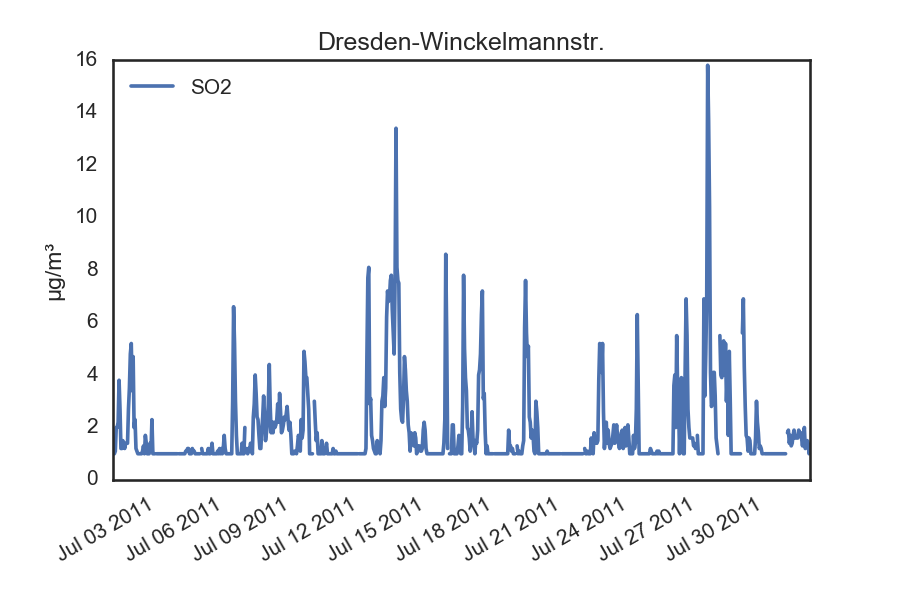 Dresden-Winckelmannstr.
16
14
12
10
8
6
4
2
0
µg/m³
SO2
Jul 03 2011
Jul 06 2011
Jul 09 2011
Jul 12 2011
Jul 15 2011
Jul 18 2011
Jul 21 2011
Jul 24 2011
Jul 27 2011
Jul 30 2011